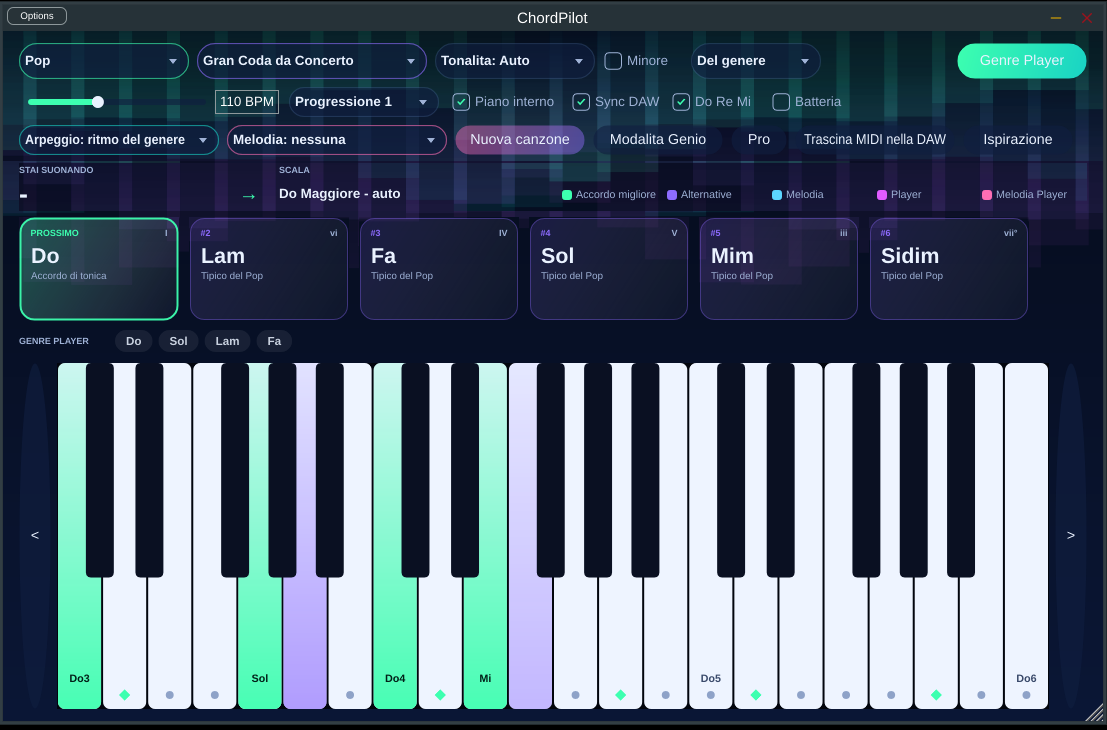 Options
ChordPilot
Pop
Gran Coda da Concerto
Tonalita: Auto
Minore
Del genere
Genre Player
110 BPM
Progressione 1
Piano interno
Sync DAW
Do Re Mi
Batteria
Arpeggio: ritmo del genere
Melodia: nessuna
Nuova canzone
Modalita Genio
Pro
Trascina MIDI nella DAW
Ispirazione
STAI SUONANDO
SCALA
-
→
Do Maggiore - auto
Accordo migliore
Alternative
Melodia
Player
Melodia Player
PROSSIMO
I
Do
Accordo di tonica
#2
vi
Lam
Tipico del Pop
#3
IV
Fa
Tipico del Pop
#4
V
Sol
Tipico del Pop
#5
iii
Mim
Tipico del Pop
#6
vii°
Sidim
Tipico del Pop
GENRE PLAYER
Do
Sol
Lam
Fa
<
>
Do3
Sol
Do4
Mi
Do5
Do6